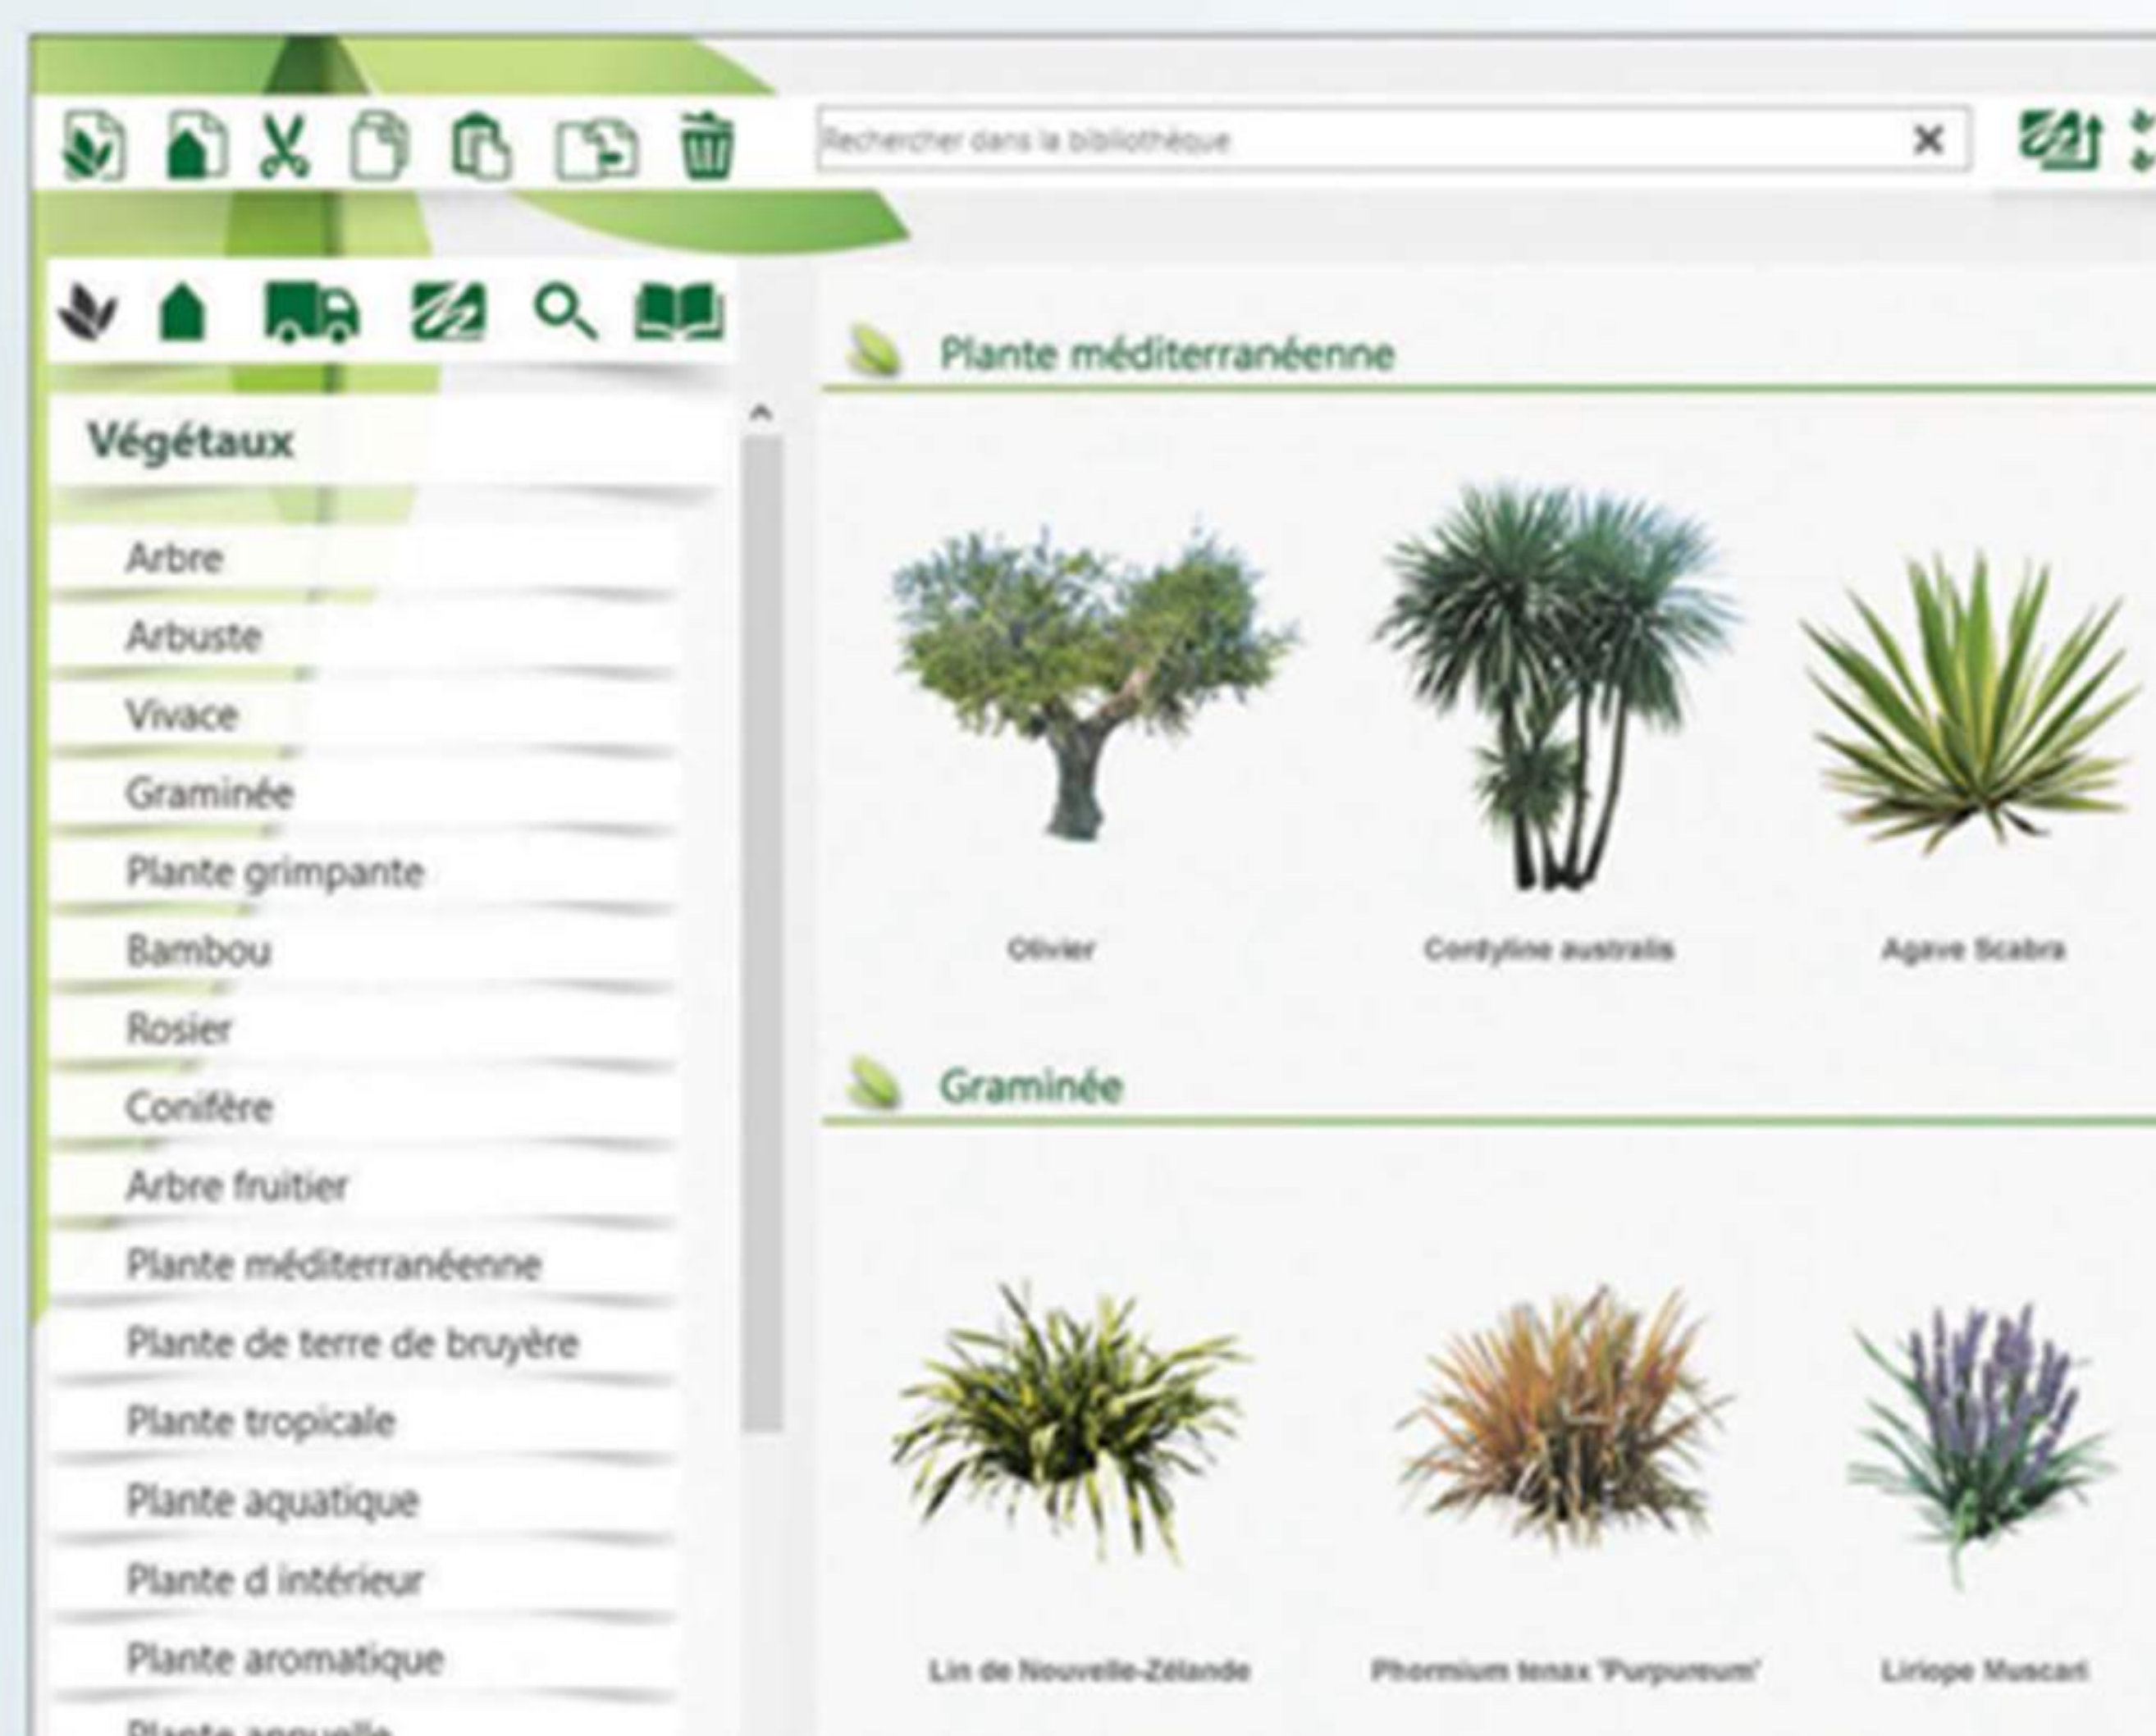 Rechercher dans la bibliothèque
Végétaux
Arbre
Arbuste
Vivace
Graminée
Plante grimpante
Bambou
Rosier
Conifère
Arbre fruitier
Plante méditerranéenne
Plante de terre de bruyère
Plante tropicale
Plante aquatique
Plante d intérieur
Plante aromatique
Plante annuelle
Plante méditerranéenne
Olivier
Cordyline australis
Agave Scabra
Graminée
Lin de Nouvelle-Zélande
Phormium tenax 'Purpureum'
Liriope Muscari